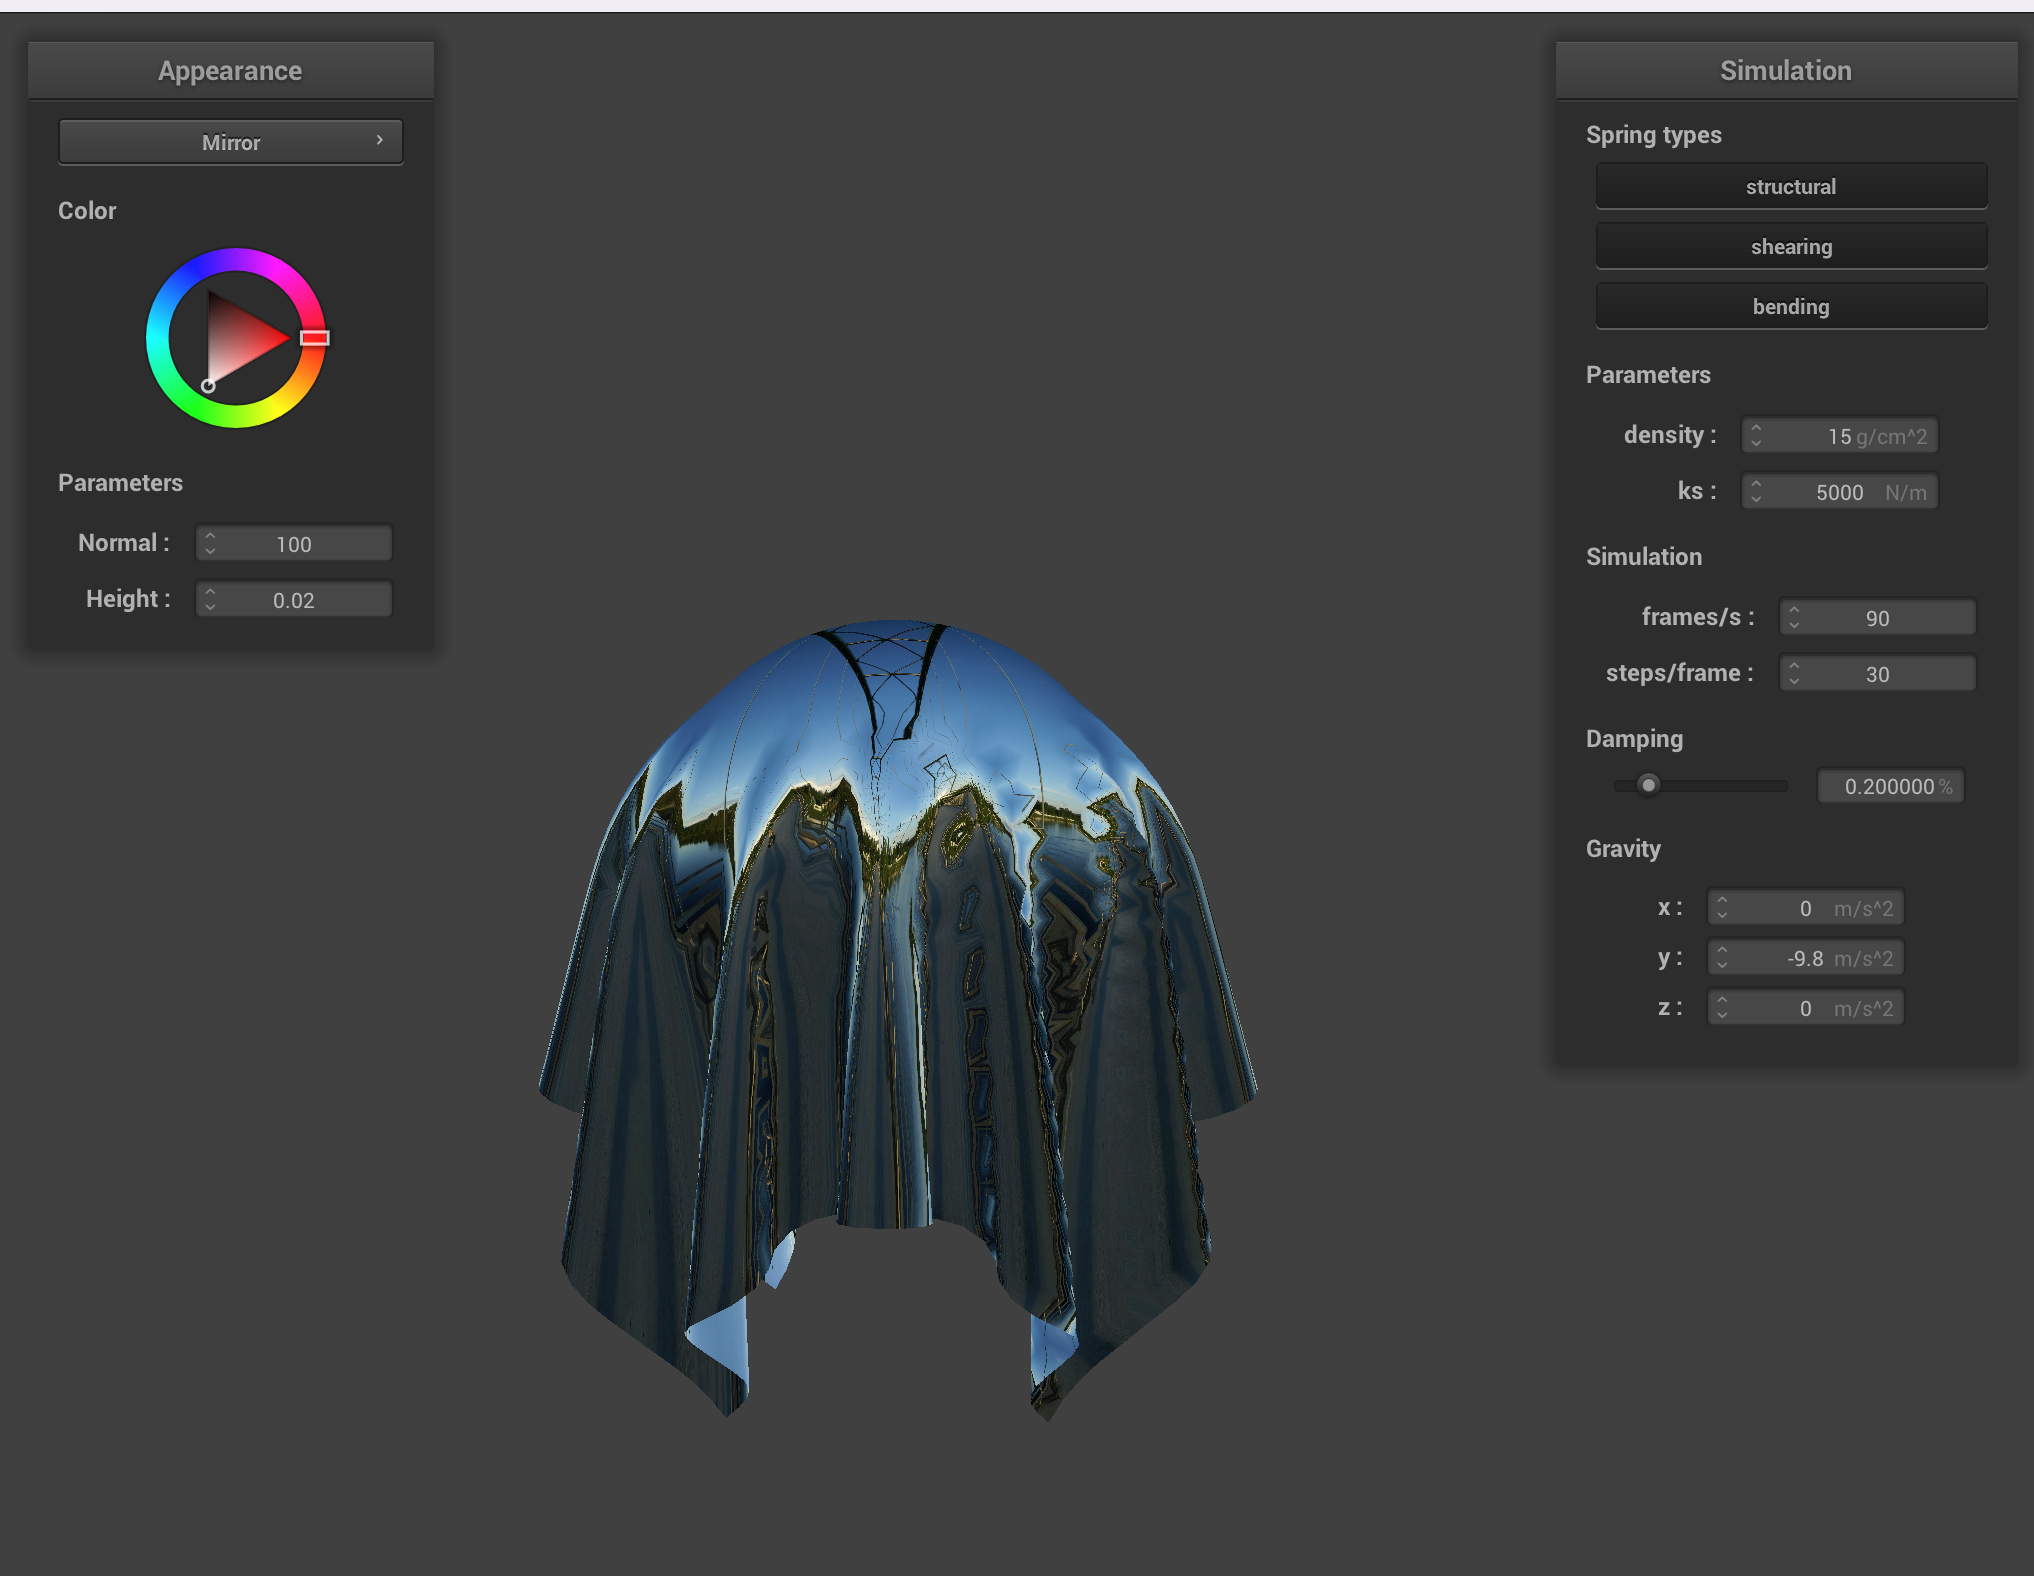 Appearance
Mirror
Color
Parameters
Normal : 100
Height : 0.02
Simulation
Spring types
structural
shearing
bending
Parameters
density : 15 g/cm^2
ks : 5000 N/m
Simulation
frames/s : 90
steps/frame : 30
Damping
0.200000 %
Gravity
x : 0 m/s^2
y : -9.8 m/s^2
z : 0 m/s^2